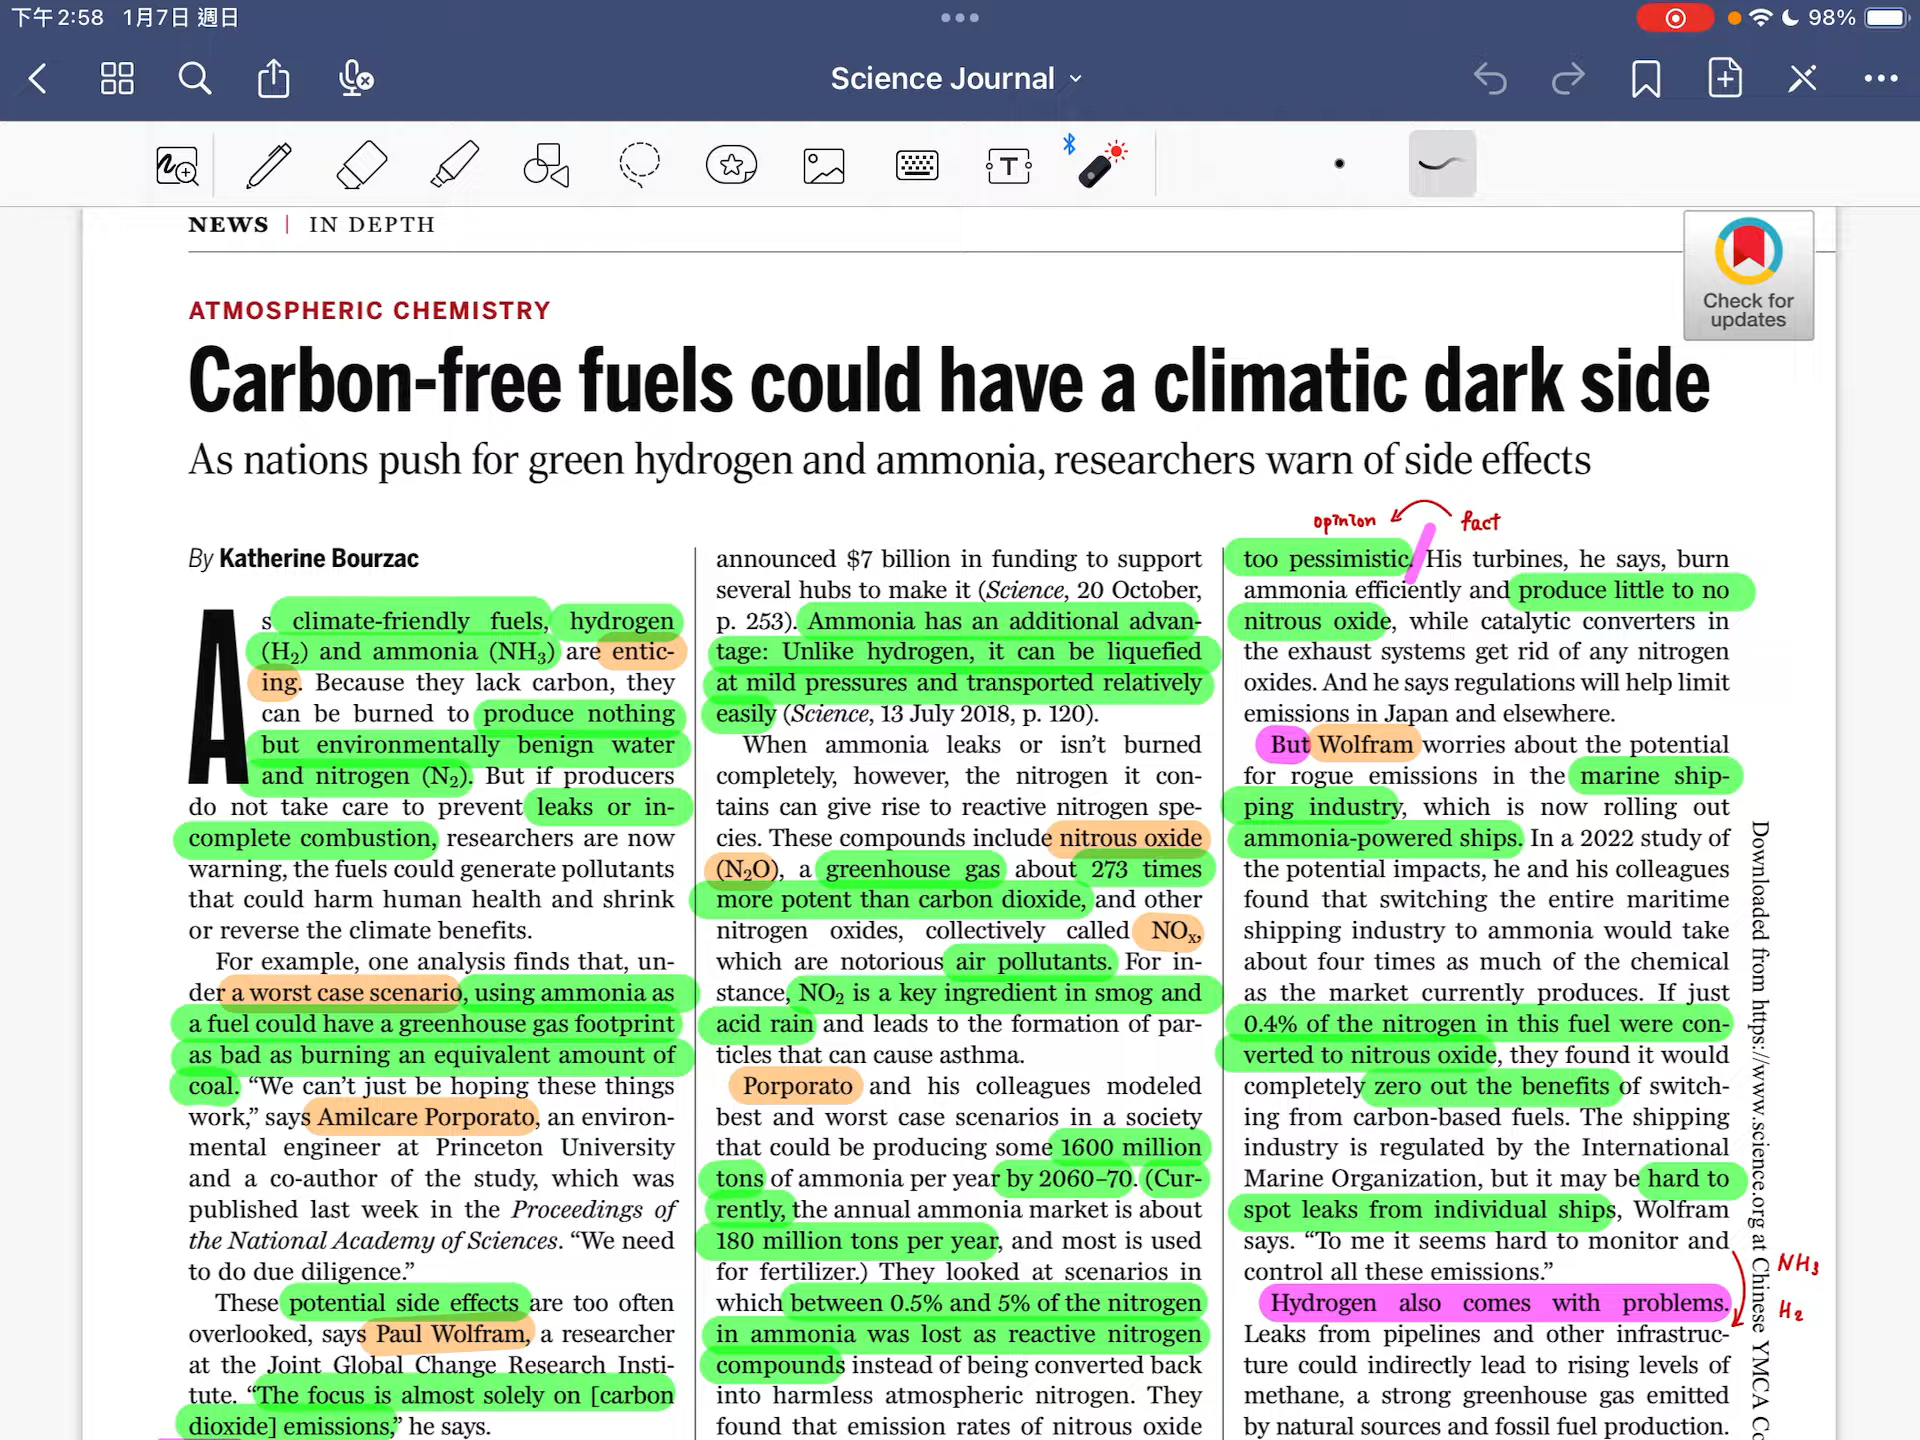 下午2:58 1月7日 週日
98%
Science Journal
NEWS | IN DEPTH
Check for
updates
ATMOSPHERIC CHEMISTRY
Carbon-free fuels could have a climatic dark side
As nations push for green hydrogen and ammonia, researchers warn of side effects
By Katherine Bourzac
As climate-friendly fuels, hydrogen
(H₂) and ammonia (NH₃) are entic-
ing. Because they lack carbon, they
can be burned to produce nothing
but environmentally benign water
and nitrogen (N₂). But if producers
do not take care to prevent leaks or in-
complete combustion, researchers are now
warning, the fuels could generate pollutants
that could harm human health and shrink
or reverse the climate benefits.
For example, one analysis finds that, un-
der a worst case scenario, using ammonia as
a fuel could have a greenhouse gas footprint
as bad as burning an equivalent amount of
coal. “We can’t just be hoping these things
work,” says Amilcare Porporato, an environ-
mental engineer at Princeton University
and a co-author of the study, which was
published last week in the Proceedings of
the National Academy of Sciences. “We need
to do due diligence.”
These potential side effects are too often
overlooked, says Paul Wolfram, a researcher
at the Joint Global Change Research Insti-
tute. “The focus is almost solely on [carbon
dioxide] emissions,” he says.
announced $7 billion in funding to support
several hubs to make it (Science, 20 October,
p. 253). Ammonia has an additional advan-
tage: Unlike hydrogen, it can be liquefied
at mild pressures and transported relatively
easily (Science, 13 July 2018, p. 120).
When ammonia leaks or isn’t burned
completely, however, the nitrogen it con-
tains can give rise to reactive nitrogen spe-
cies. These compounds include nitrous oxide
(N₂O), a greenhouse gas about 273 times
more potent than carbon dioxide, and other
nitrogen oxides, collectively called NOₓ,
which are notorious air pollutants. For in-
stance, NO₂ is a key ingredient in smog and
acid rain and leads to the formation of par-
ticles that can cause asthma.
Porporato and his colleagues modeled
best and worst case scenarios in a society
that could be producing some 1600 million
tons of ammonia per year by 2060–70. (Cur-
rently, the annual ammonia market is about
180 million tons per year, and most is used
for fertilizer.) They looked at scenarios in
which between 0.5% and 5% of the nitrogen
in ammonia was lost as reactive nitrogen
compounds instead of being converted back
into harmless atmospheric nitrogen. They
found that emission rates of nitrous oxide
opinion fact
too pessimistic. His turbines, he says, burn
ammonia efficiently and produce little to no
nitrous oxide, while catalytic converters in
the exhaust systems get rid of any nitrogen
oxides. And he says regulations will help limit
emissions in Japan and elsewhere.
But Wolfram worries about the potential
for rogue emissions in the marine ship-
ping industry, which is now rolling out
ammonia-powered ships. In a 2022 study of
the potential impacts, he and his colleagues
found that switching the entire maritime
shipping industry to ammonia would take
about four times as much of the chemical
as the market currently produces. If just
0.4% of the nitrogen in this fuel were con-
verted to nitrous oxide, they found it would
completely zero out the benefits of switch-
ing from carbon-based fuels. The shipping
industry is regulated by the International
Marine Organization, but it may be hard to
spot leaks from individual ships, Wolfram
says. “To me it seems hard to monitor and
control all these emissions.”
Hydrogen also comes with problems.
Leaks from pipelines and other infrastruc-
ture could indirectly lead to rising levels of
methane, a strong greenhouse gas emitted
by natural sources and fossil fuel production.
NH₃
H₂
Downloaded from https://www.science.org at Chinese YMCA Co